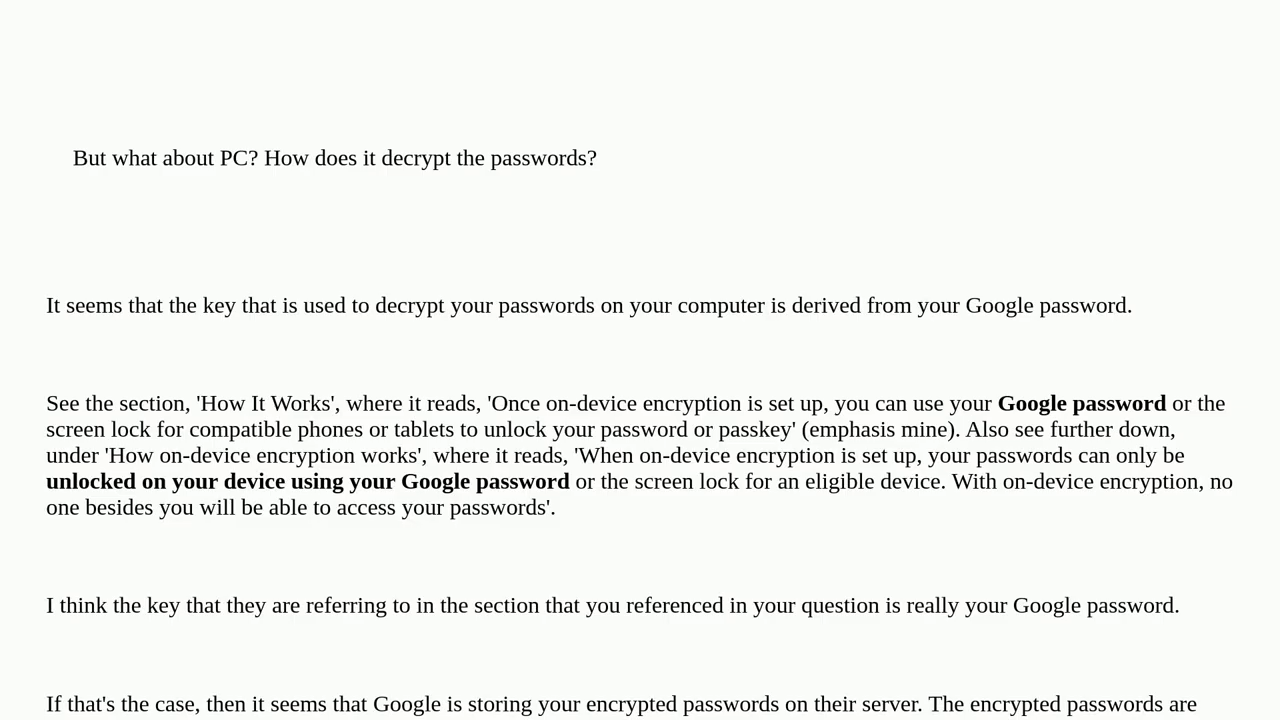 But what about PC? How does it decrypt the passwords?
It seems that the key that is used to decrypt your passwords on your computer is derived from your Google password.
See the section, 'How It Works', where it reads, 'Once on-device encryption is set up, you can use your Google password or the
screen lock for compatible phones or tablets to unlock your password or passkey' (emphasis mine). Also see further down,
under 'How on-device encryption works', where it reads, 'When on-device encryption is set up, your passwords can only be
unlocked on your device using your Google password or the screen lock for an eligible device. With on-device encryption, no
one besides you will be able to access your passwords'.
I think the key that they are referring to in the section that you referenced in your question is really your Google password.
If that's the case, then it seems that Google is storing your encrypted passwords on their server. The encrypted passwords are